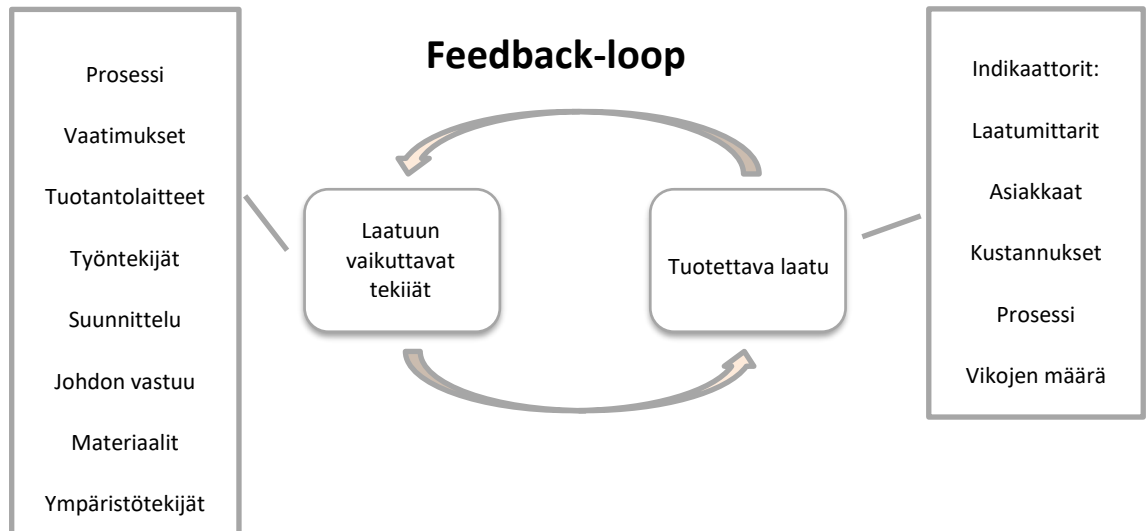 Feedback-loop
Prosessi
Vaatimukset
Tuotantolaitteet
Työntekijät
Suunnittelu
Johdon vastuu
Materiaalit
Ympäristötekijät
Laatuun
vaikuttavat
tekiiät
Tuotettava laatu
Indikaattorit:
Laatumittarit
Asiakkaat
Kustannukset
Prosessi
Vikojen määrä